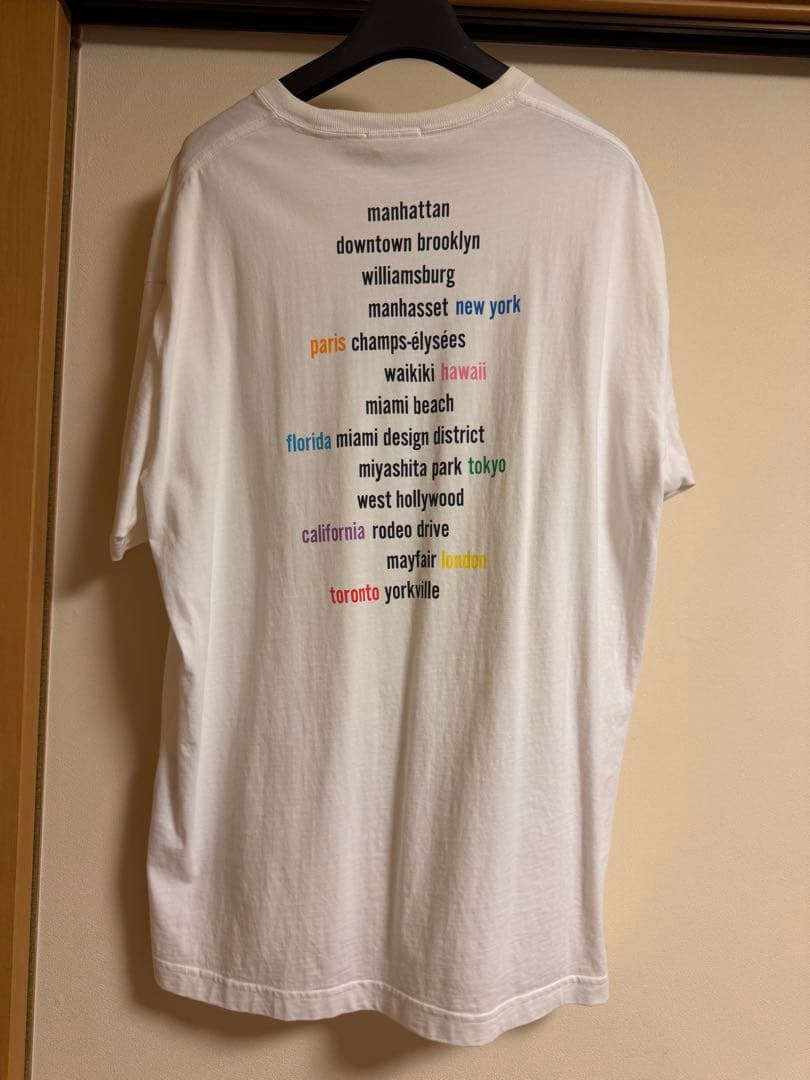 manhattan
downtown brooklyn
williamsburg
manhasset new york
paris champs-élysées
waikiki hawaii
miami beach
florida miami design district
miyashita park tokyo
west hollywood
california rodeo drive
mayfair london
toronto yorkville